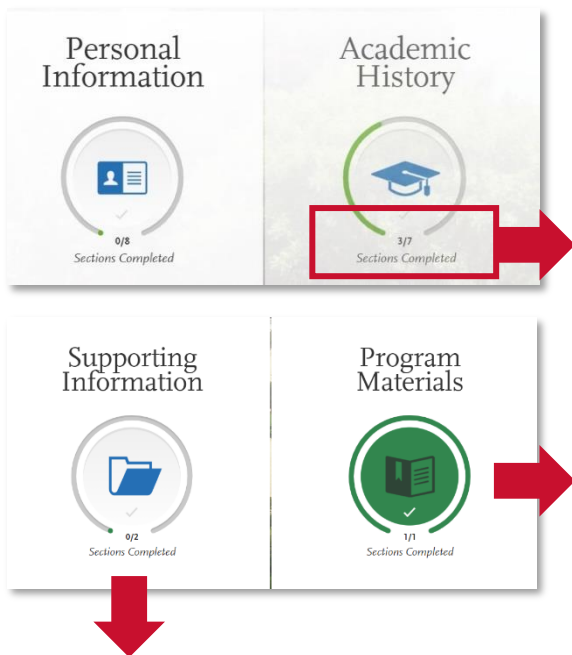 Personal
Information
0/8
Sections Completed
Academic
History
3/7
Sections Completed
Supporting
Information
0/2
Sections Completed
Program
Materials
1/1
Sections Completed